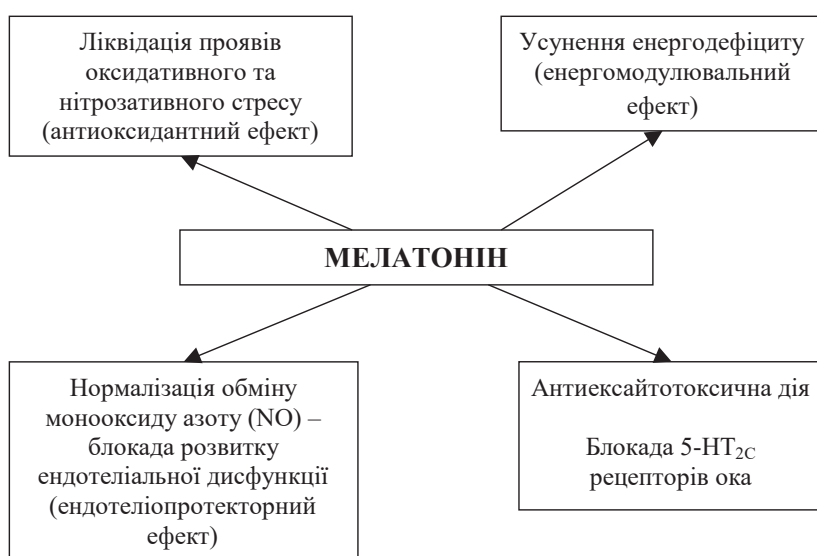 Ліквідація проявів
оксидативного та
нітрозативного стресу
(антиоксидантний ефект)
Усунення енергодефіциту
(енергомодулювальний
ефект)
МЕЛАТОНІН
Нормалізація обміну
монооксиду азоту (NO) –
блокада розвитку
ендотеліальної дисфункції
(ендотеліопротекторний
ефект)
Антиексайтотоксична дія
Блокада 5-HT2C
рецепторів ока